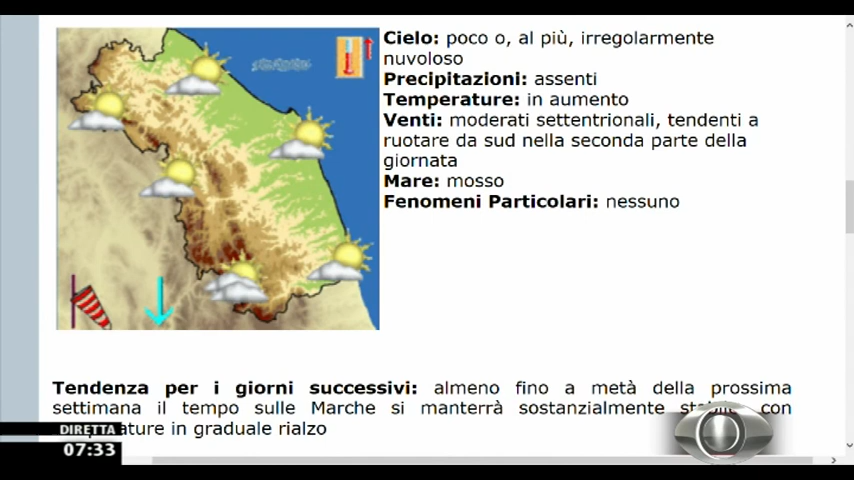 Cielo: poco o, al più, irregolarmente
nuvoloso
Precipitazioni: assenti
Temperature: in aumento
Venti: moderati settentrionali, tendenti a
ruotare da sud nella seconda parte della
giornata
Mare: mosso
Fenomeni Particolari: nessuno
Tendenza per i giorni successivi: almeno fino a metà della prossima
settimana il tempo sulle Marche si manterrà sostanzialmente con
in graduale rialzo
DIRETTA
07:33